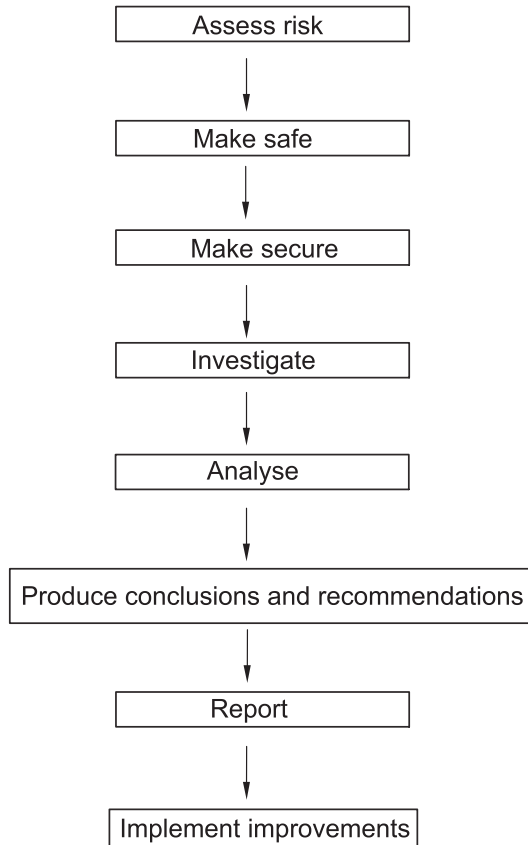 Assess risk
Make safe
Make secure
Investigate
Analyse
Produce conclusions and recommendations
Report
Implement improvements